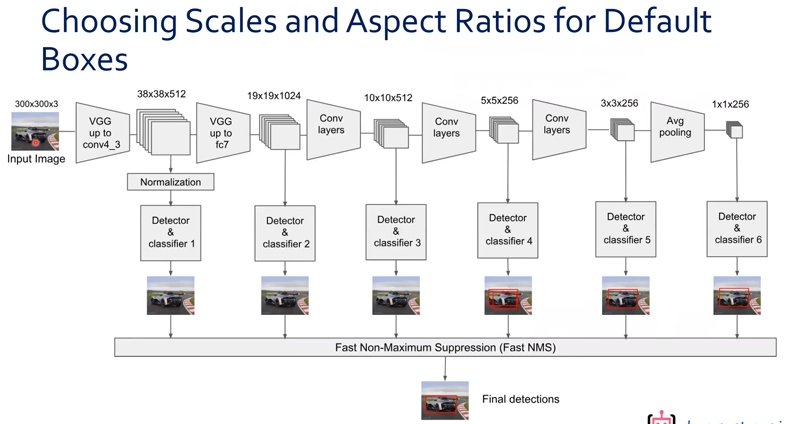 Choosing Scales and Aspect Ratios for Default
Boxes
300x300x3
38x38x512
19x19x1024
10x10x512
5x5x256
3x3x256
1x1x256
VGG
up to
conv4_3
VGG
up to
fc7
Conv
layers
Conv
layers
Conv
layers
Avg
pooling
Input Image
Normalization
Detector
&
classifier 1
Detector
&
classifier 2
Detector
&
classifier 3
Detector
&
classifier 4
Detector
&
classifier 5
Detector
&
classifier 6
Fast Non-Maximum Suppression (Fast NMS)
Final detections